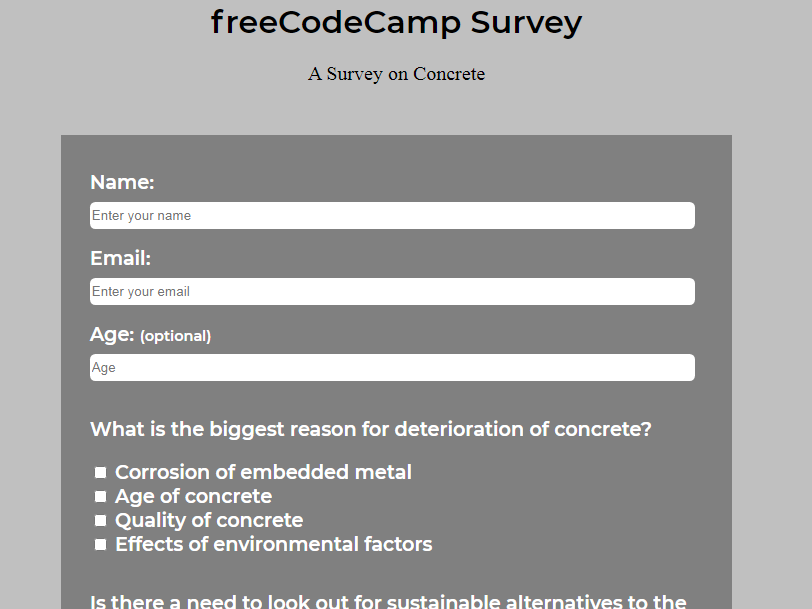 freeCodeCamp Survey
A Survey on Concrete
Name:
Enter your name
Email:
Enter your email
Age: (optional)
Age
What is the biggest reason for deterioration of concrete?
Corrosion of embedded metal
Age of concrete
Quality of concrete
Effects of environmental factors
Is there a need to look out for sustainable alternatives to the